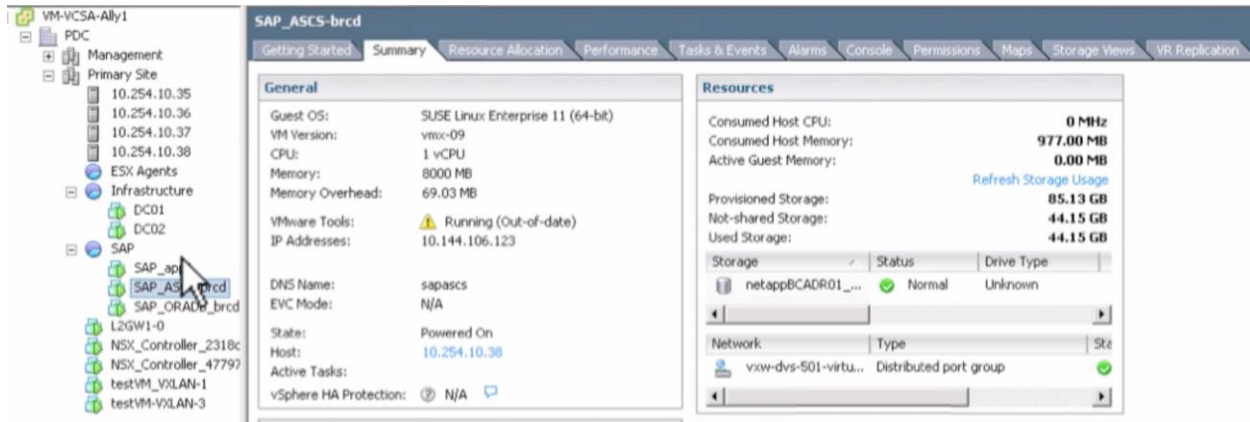 VM-VCSA-Ally1
PDC
Management
Primary Site
10.254.10.35
10.254.10.36
10.254.10.37
10.254.10.38
ESX Agents
Infrastructure
DC01
DC02
SAP
SAP_ap
SAP_AS brcd
SAP_ORADB_brcd
L2GW1-0
NSX_Controller_2318c
NSX_Controller_47797
testVM_VXLAN-1
testVM-VXLAN-3
SAP_ASCS-brcd
Getting Started Summary Resource Allocation Performance Tasks & Events Alarms Console Permissions Maps Storage Views VR Replication
General
Guest OS: SUSE Linux Enterprise 11 (64-bit)
VM Version: vmx-09
CPU: 1 vCPU
Memory: 8000 MB
Memory Overhead: 69.03 MB
VMware Tools: Running (Out-of-date)
IP Addresses: 10.144.106.123
DNS Name: sapascs
EVC Mode: N/A
State: Powered On
Host: 10.254.10.38
Active Tasks:
vSphere HA Protection: N/A
Resources
Consumed Host CPU: 0 MHz
Consumed Host Memory: 977.00 MB
Active Guest Memory: 0.00 MB
Refresh Storage Usage
Provisioned Storage: 85.13 GB
Not-shared Storage: 44.15 GB
Used Storage: 44.15 GB
Storage Status Drive Type
netappBCADR01_... Normal Unknown
Network Type Sta
vxw-dvs-501-virtu... Distributed port group